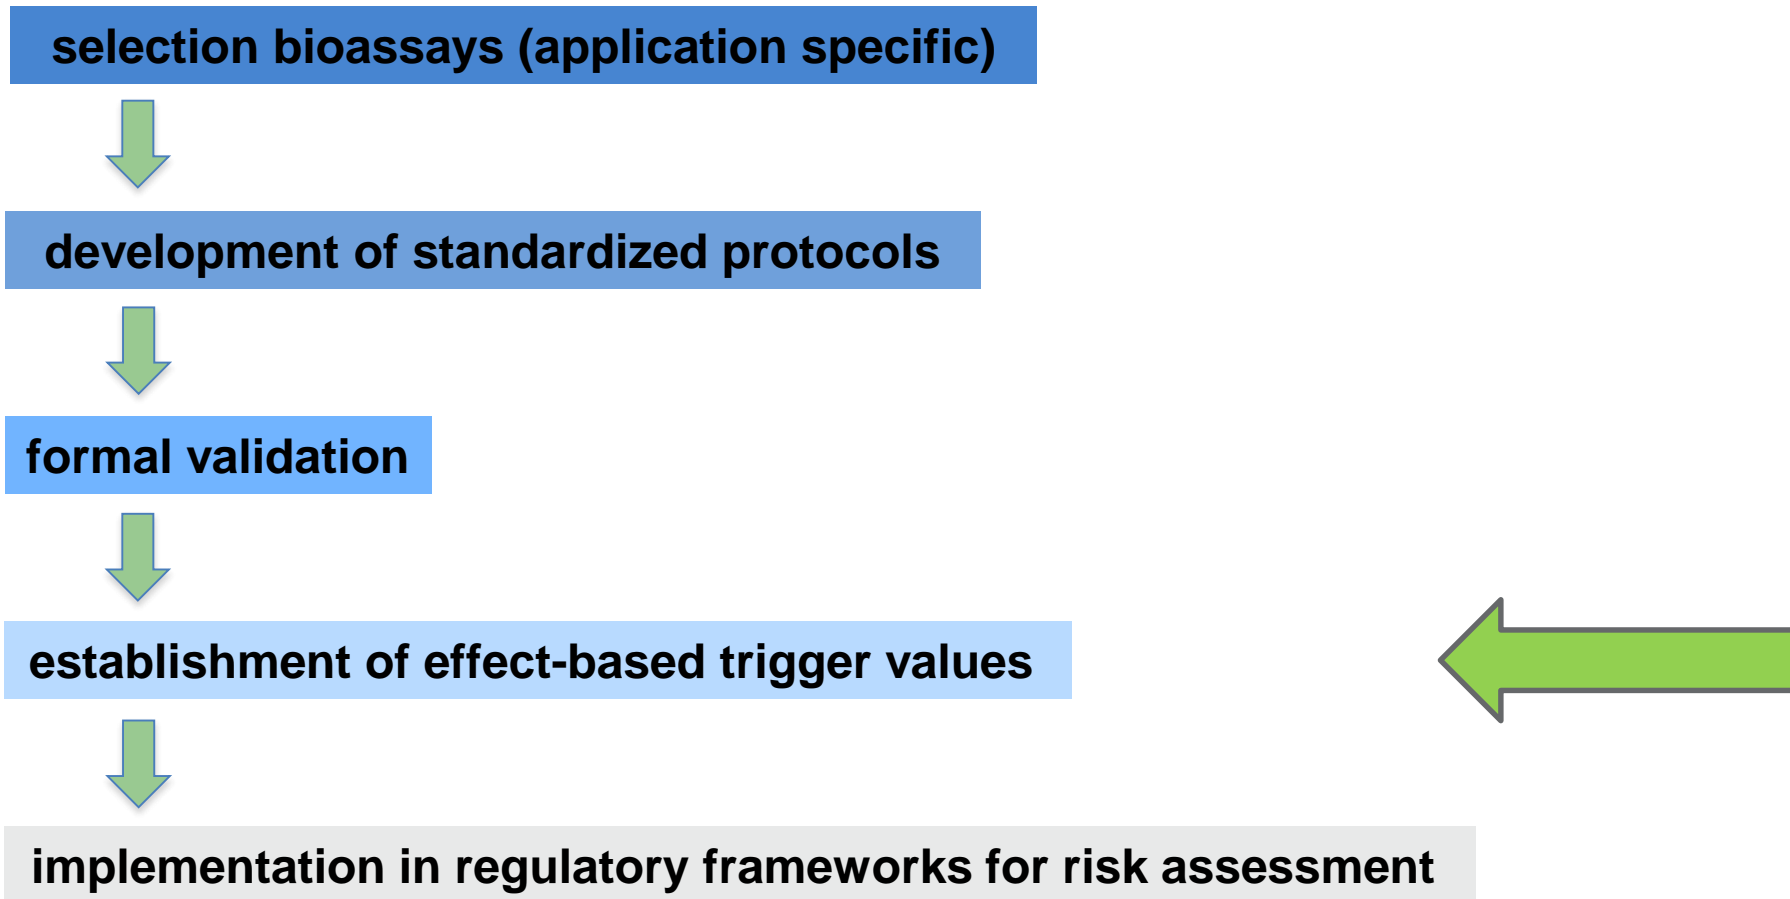 selection bioassays (application specific)
development of standardized protocols
formal validation
establishment of effect-based trigger values
implementation in regulatory frameworks for risk assessment